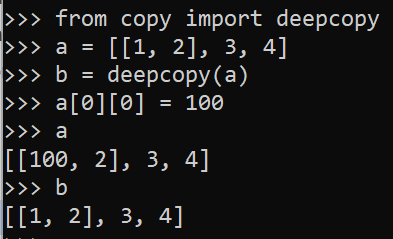 >>> from copy import deepcopy
>>> a = [[1, 2], 3, 4]
>>> b = deepcopy(a)
>>> a[0][0] = 100
>>> a
[[100, 2], 3, 4]
>>> b
[[1, 2], 3, 4]